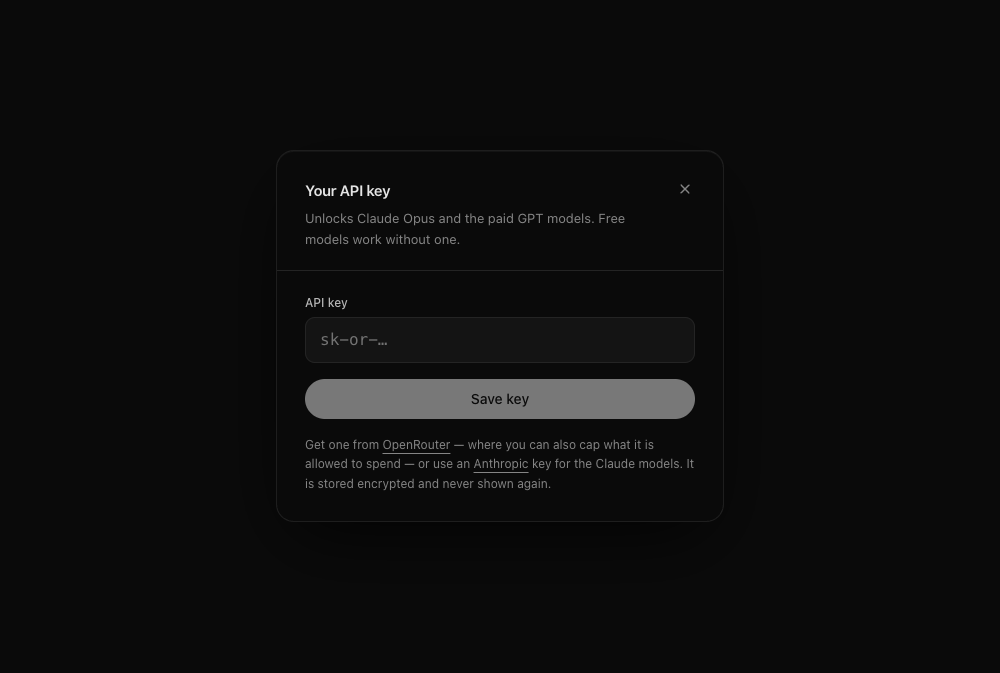 Your API key
Unlocks Claude Opus and the paid GPT models. Free
models work without one.
API key
sk-or-…
Save key
Get one from OpenRouter — where you can also cap what it is
allowed to spend — or use an Anthropic key for the Claude models. It
is stored encrypted and never shown again.